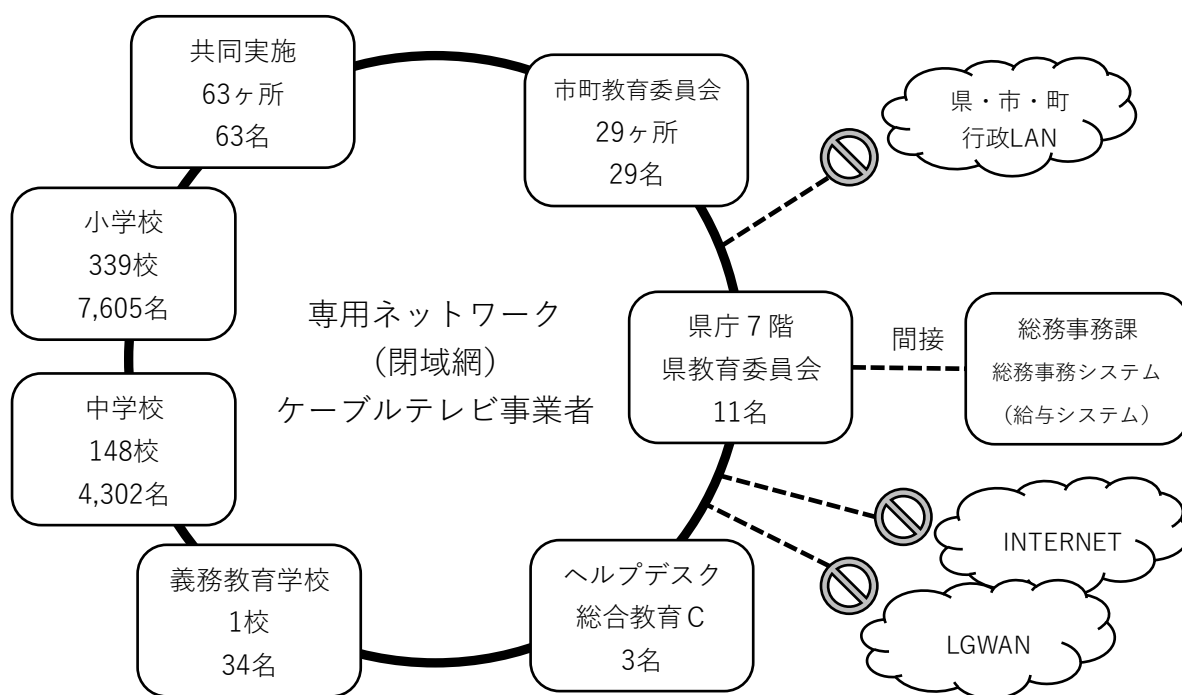 共同実施
63ヶ所
63名
市町教育委員会
29ヶ所
29名
県・市・町
行政LAN
小学校
339校
7,605名
専用ネットワーク
（閉域網）
ケーブルテレビ事業者
県庁７階
県教育委員会
11名
間接
総務事務課
総務事務システム
（給与システム）
中学校
148校
4,302名
義務教育学校
1校
34名
ヘルプデスク
総合教育Ｃ
3名
INTERNET
LGWAN